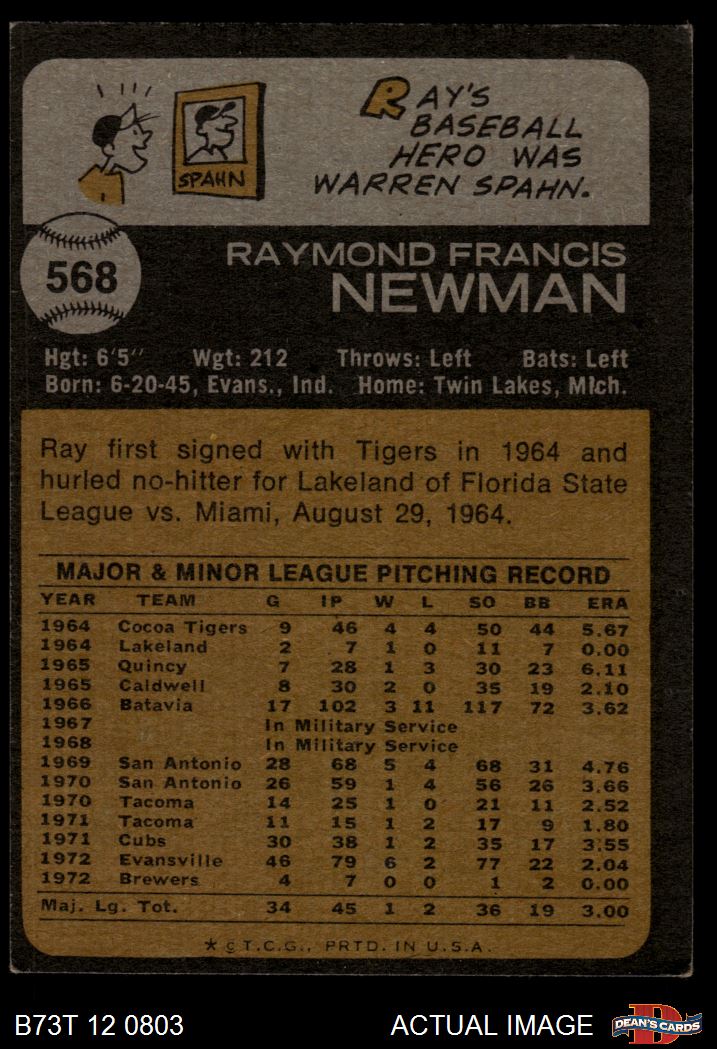 RAY'S
BASEBALL
HERO WAS
WARREN SPAHN.
SPAHN
568
RAYMOND FRANCIS
NEWMAN
Hgt: 6'5" Wgt: 212 Throws: Left Bats: Left
Born: 6-20-45, Evans., Ind. Home: Twin Lakes, Mich.
Ray first signed with Tigers in 1964 and
hurled no-hitter for Lakeland of Florida State
League vs. Miami, August 29, 1964.
MAJOR & MINOR LEAGUE PITCHING RECORD
YEAR TEAM G IP W L SO BB ERA
1964 Cocoa Tigers 9 46 4 4 50 44 5.67
1964 Lakeland 2 7 1 0 11 7 0.00
1965 Quincy 7 28 1 3 30 23 6.11
1965 Caldwell 8 30 2 0 35 19 2.10
1966 Batavia 17 102 3 11 117 72 3.62
1967 In Military Service
1968 In Military Service
1969 San Antonio 28 68 5 4 68 31 4.76
1970 San Antonio 26 59 1 4 56 26 3.66
1970 Tacoma 14 25 1 0 21 11 2.52
1971 Tacoma 11 15 1 2 17 9 1.80
1971 Cubs 30 38 1 2 35 17 3.55
1972 Evansville 46 79 6 2 77 22 2.04
1972 Brewers 4 7 0 0 1 2 0.00
Maj. Lg. Tot. 34 45 1 2 36 19 3.00
* © T.C.G., PRTD. IN U.S.A.
B73T 12 0803 ACTUAL IMAGE DEAN'S CARDS